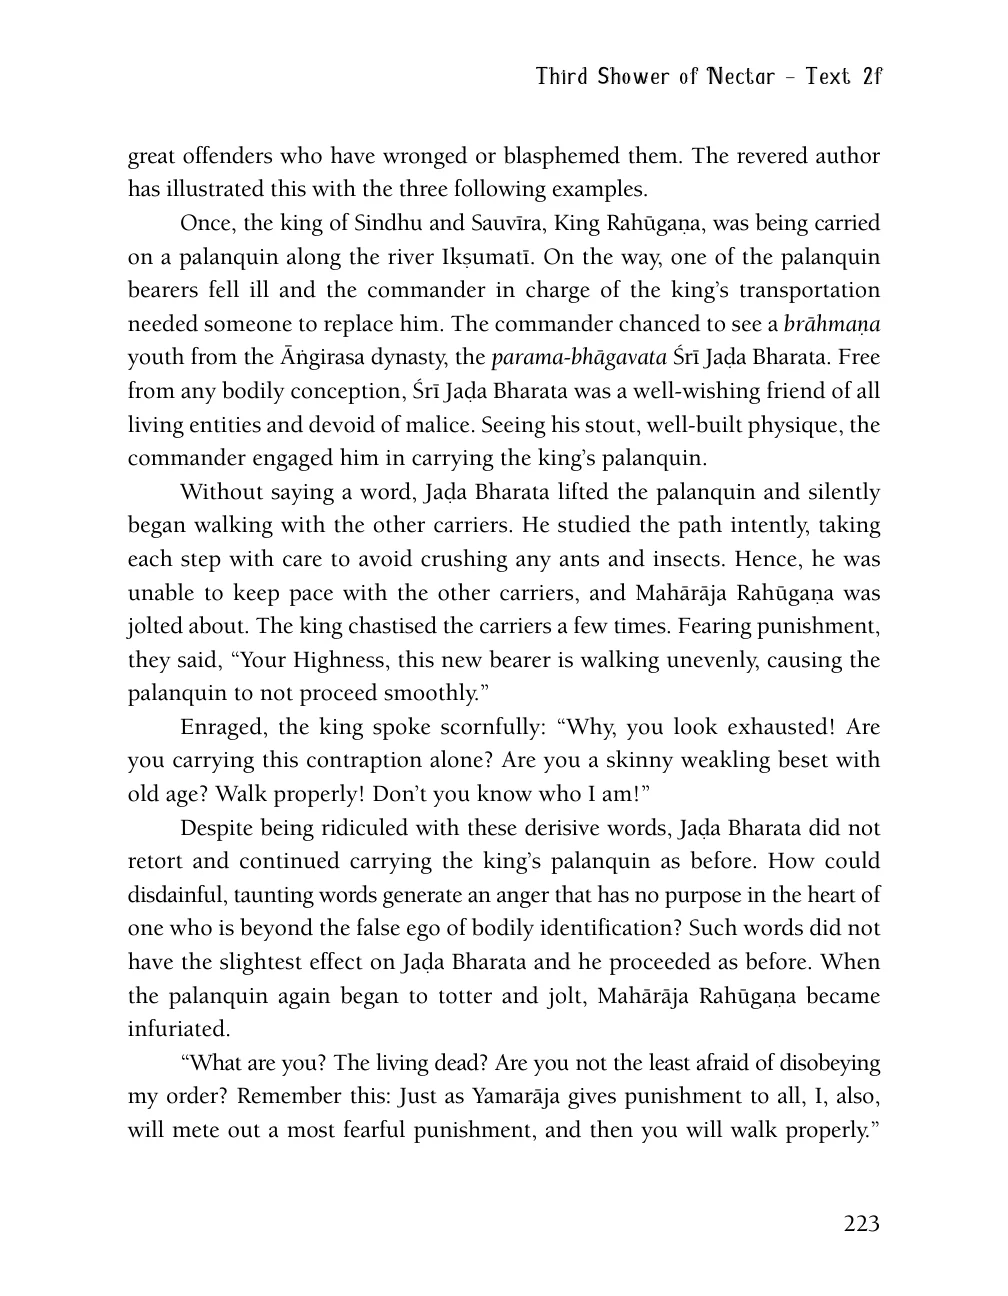 Third Shower of Nectar – Text 2f
great offenders who have wronged or blasphemed them. The revered author
has illustrated this with the three following examples.
Once, the king of Sindhu and Sauvīra, King Rahūgaṇa, was being carried
on a palanquin along the river Ikṣumatī. On the way, one of the palanquin
bearers fell ill and the commander in charge of the king’s transportation
needed someone to replace him. The commander chanced to see a brāhmaṇa
youth from the Āṅgirasa dynasty, the parama-bhāgavata Śrī Jaḍa Bharata. Free
from any bodily conception, Śrī Jaḍa Bharata was a well-wishing friend of all
living entities and devoid of malice. Seeing his stout, well-built physique, the
commander engaged him in carrying the king’s palanquin.
Without saying a word, Jaḍa Bharata lifted the palanquin and silently
began walking with the other carriers. He studied the path intently, taking
each step with care to avoid crushing any ants and insects. Hence, he was
unable to keep pace with the other carriers, and Mahārāja Rahūgaṇa was
jolted about. The king chastised the carriers a few times. Fearing punishment,
they said, “Your Highness, this new bearer is walking unevenly, causing the
palanquin to not proceed smoothly.”
Enraged, the king spoke scornfully: “Why, you look exhausted! Are
you carrying this contraption alone? Are you a skinny weakling beset with
old age? Walk properly! Don’t you know who I am!”
Despite being ridiculed with these derisive words, Jaḍa Bharata did not
retort and continued carrying the king’s palanquin as before. How could
disdainful, taunting words generate an anger that has no purpose in the heart of
one who is beyond the false ego of bodily identification? Such words did not
have the slightest effect on Jaḍa Bharata and he proceeded as before. When
the palanquin again began to totter and jolt, Mahārāja Rahūgaṇa became
infuriated.
“What are you? The living dead? Are you not the least afraid of disobeying
my order? Remember this: Just as Yamarāja gives punishment to all, I, also,
will mete out a most fearful punishment, and then you will walk properly.”
223